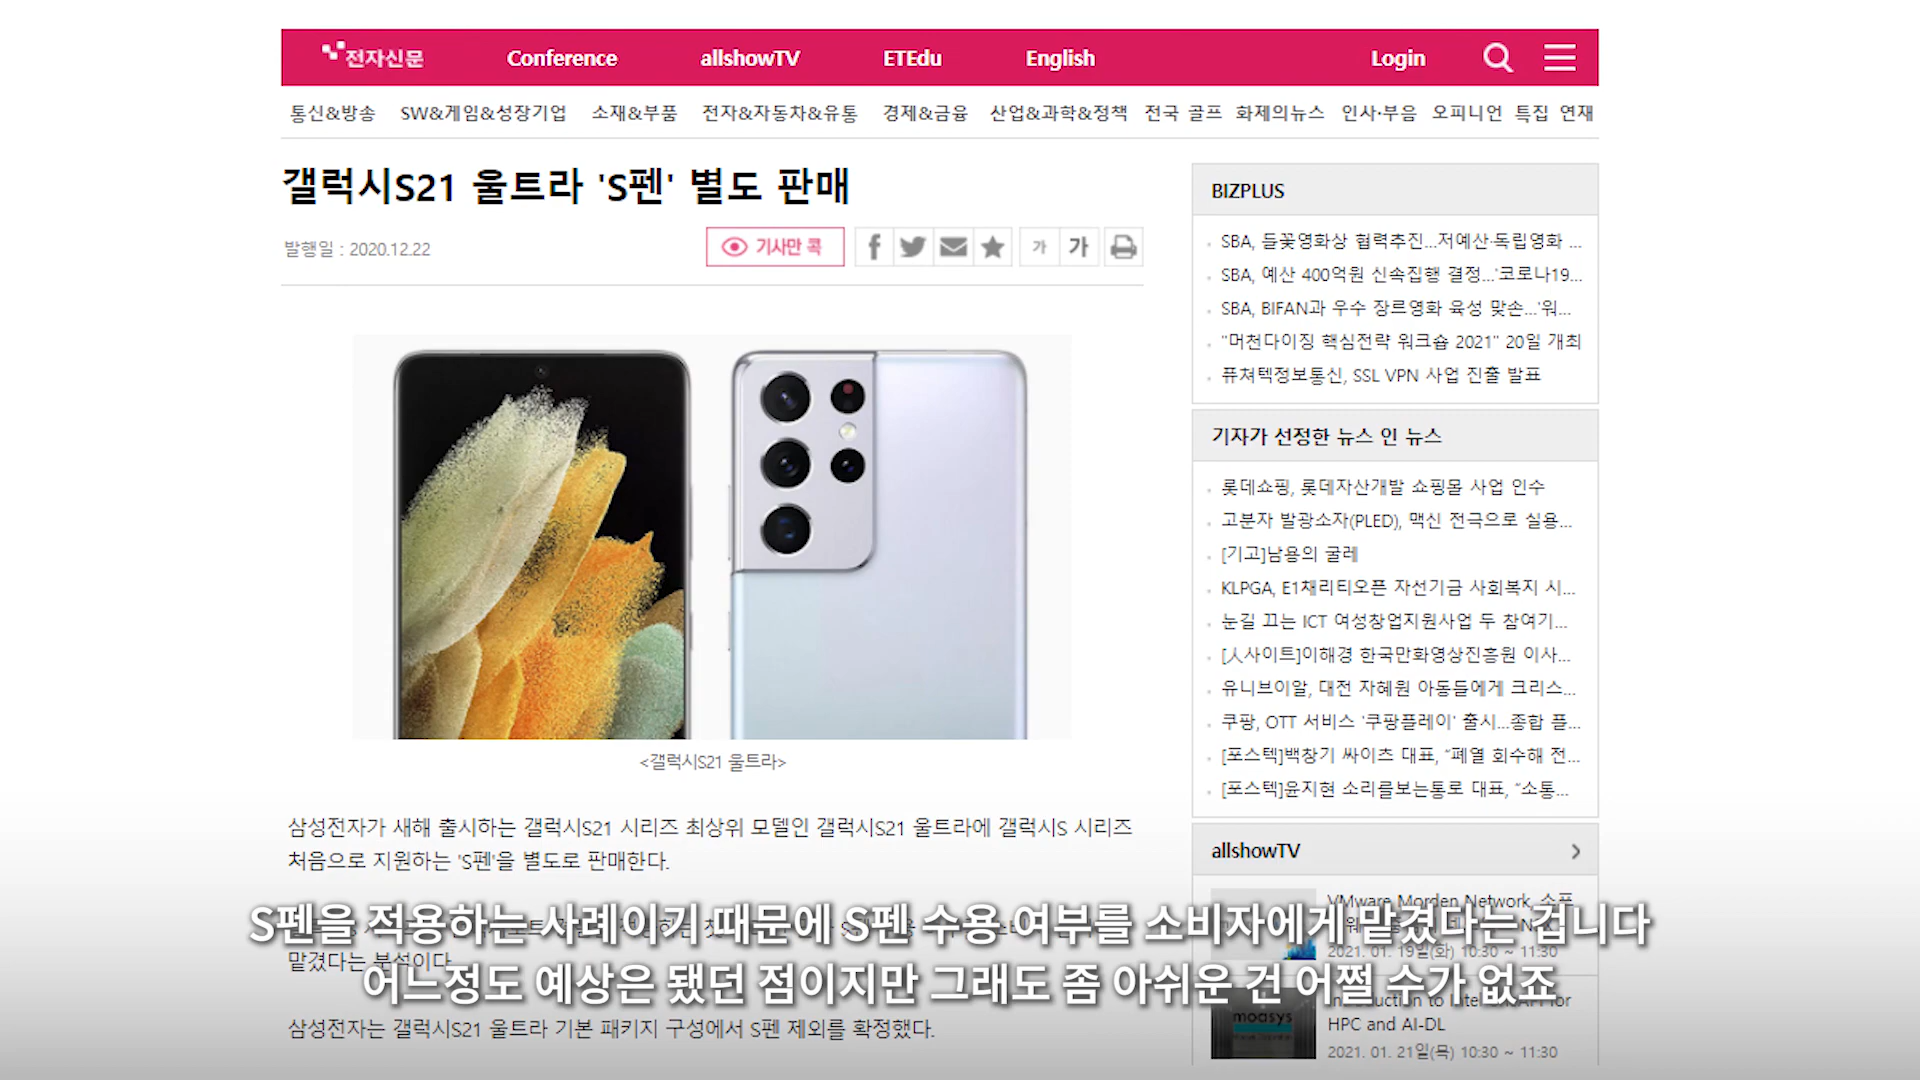 전자신문 Conference allshowTV ETEdu English Login
통신&방송 SW&게임&성장기업 소재&부품 전자&자동차&유통 경제&금융 산업&과학&정책 전국 골프 화제의뉴스 인사·부음 오피니언 특집 연재
갤럭시S21 울트라 'S펜' 별도 판매
발행일 : 2020.12.22
기사만 콕 가 가
<갤럭시S21 울트라>
삼성전자가 새해 출시하는 갤럭시S21 시리즈 최상위 모델인 갤럭시S21 울트라에 갤럭시S 시리즈
처음으로 지원하는 'S펜'을 별도로 판매한다.
맡겼다는 분석이다.
삼성전자는 갤럭시S21 울트라 기본 패키지 구성에서 S펜 제외를 확정했다.
BIZPLUS
SBA, 들꽃영화상 협력추진...저예산·독립영화 ...
SBA, 예산 400억원 신속집행 결정...'코로나19...
SBA, BIFAN과 우수 장르영화 육성 맞손...'워...
"머천다이징 핵심전략 워크숍 2021" 20일 개최
퓨쳐텍정보통신, SSL VPN 사업 진출 발표
기자가 선정한 뉴스 인 뉴스
롯데쇼핑, 롯데자산개발 쇼핑몰 사업 인수
고분자 발광소자(PLED), 맥신 전극으로 실용...
[기고]남용의 굴레
KLPGA, E1채리티오픈 자선기금 사회복지 시...
눈길 끄는 ICT 여성창업지원사업 두 참여기...
[人사이트]이해경 한국만화영상진흥원 이사...
유니브이알, 대전 자혜원 아동들에게 크리스...
쿠팡, OTT 서비스 '쿠팡플레이' 출시...종합 플...
[포스텍]백창기 싸이츠 대표, “폐열 회수해 전...
[포스텍]윤지현 소리를보는통로 대표, “소통...
allshowTV
VMware Morden Network, 소프
2021. 01. 19일(화) 10:30 ~ 11:30
Introduction to Intel oneAPI for
HPC and AI-DL
moasys
2021. 01. 21일(목) 10:30 ~ 11:30
S펜을 적용하는 사례이기 때문에 S펜 수용 여부를 소비자에게 맡겼다는 겁니다
어느정도 예상은 됐던 점이지만 그래도 좀 아쉬운 건 어쩔 수가 없죠